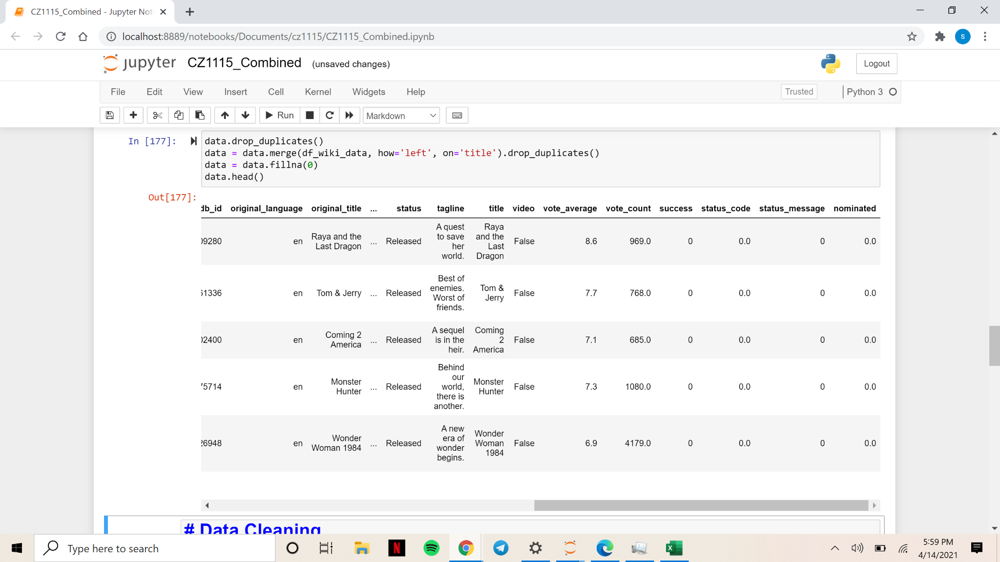 CZ1115_Combined - Jupyter Not
localhost:8889/notebooks/Documents/cz1115/CZ1115_Combined.ipynb
S
jupyter CZ1115_Combined (unsaved changes)
Logout
File Edit View Insert Cell Kernel Widgets Help
Trusted Python 3
Run Markdown
In [177]:
data.drop_duplicates()
data = data.merge(df_wiki_data, how='left', on='title').drop_duplicates()
data = data.fillna(0)
data.head()
Out[177]:
db_id original_language original_title ... status tagline title video vote_average vote_count success status_code status_message nominated
09280 en Raya and the Last Dragon ... Released A quest to save her world. Raya and the Last Dragon False 8.6 969.0 0 0.0 0 0.0
61336 en Tom & Jerry ... Released Best of enemies. Worst of friends. Tom & Jerry False 7.7 768.0 0 0.0 0 0.0
02400 en Coming 2 America ... Released A sequel is in the heir. Coming 2 America False 7.1 685.0 0 0.0 0 0.0
75714 en Monster Hunter ... Released Behind our world, there is another. Monster Hunter False 7.3 1080.0 0 0.0 0 0.0
26948 en Wonder Woman 1984 ... Released A new era of wonder begins. Wonder Woman 1984 False 6.9 4179.0 0 0.0 0 0.0
# Data Cleaning
Type here to search
N
X
5:59 PM
4/14/2021